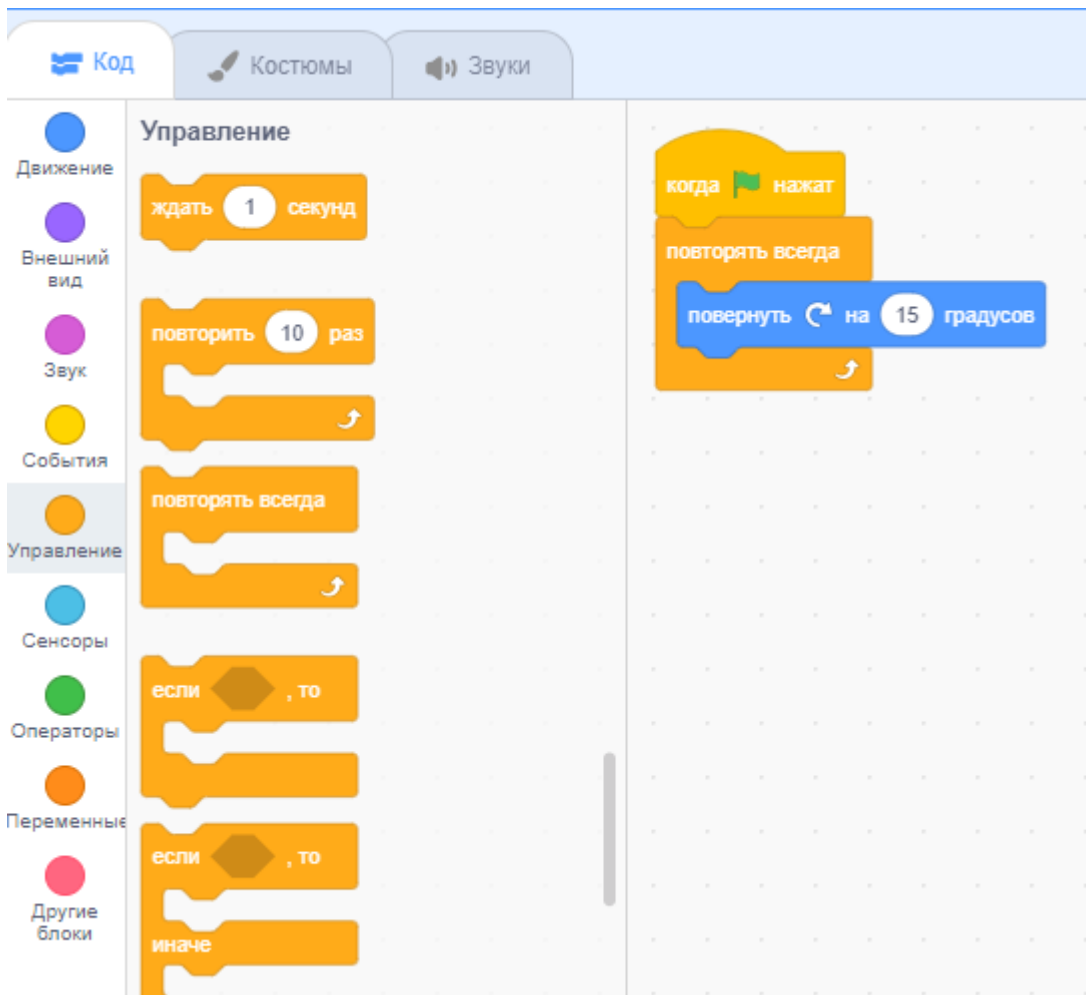 Код
Костюмы
Звуки
Движение
Внешний
вид
Звук
События
Управление
Сенсоры
Операторы
Переменные
Другие
блоки
Управление
ждать 1 секунд
повторить 10 раз
повторять всегда
если , то
если , то
иначе
когда нажат
повторять всегда
повернуть на 15 градусов